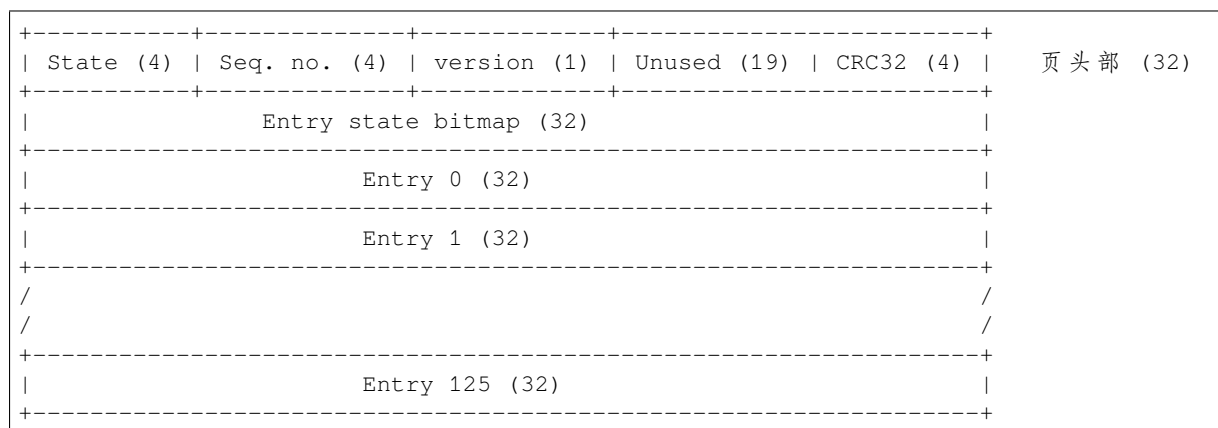 +-----------+--------------+-------------+-------------------------+
| State (4) | Seq. no. (4) | version (1) | Unused (19) | CRC32 (4) | 页头部 (32)
+-----------+--------------+-------------+-------------------------+
| Entry state bitmap (32) |
+------------------------------------------------------------------+
| Entry 0 (32) |
+------------------------------------------------------------------+
| Entry 1 (32) |
+------------------------------------------------------------------+
/ /
/ /
+------------------------------------------------------------------+
| Entry 125 (32) |
+------------------------------------------------------------------+